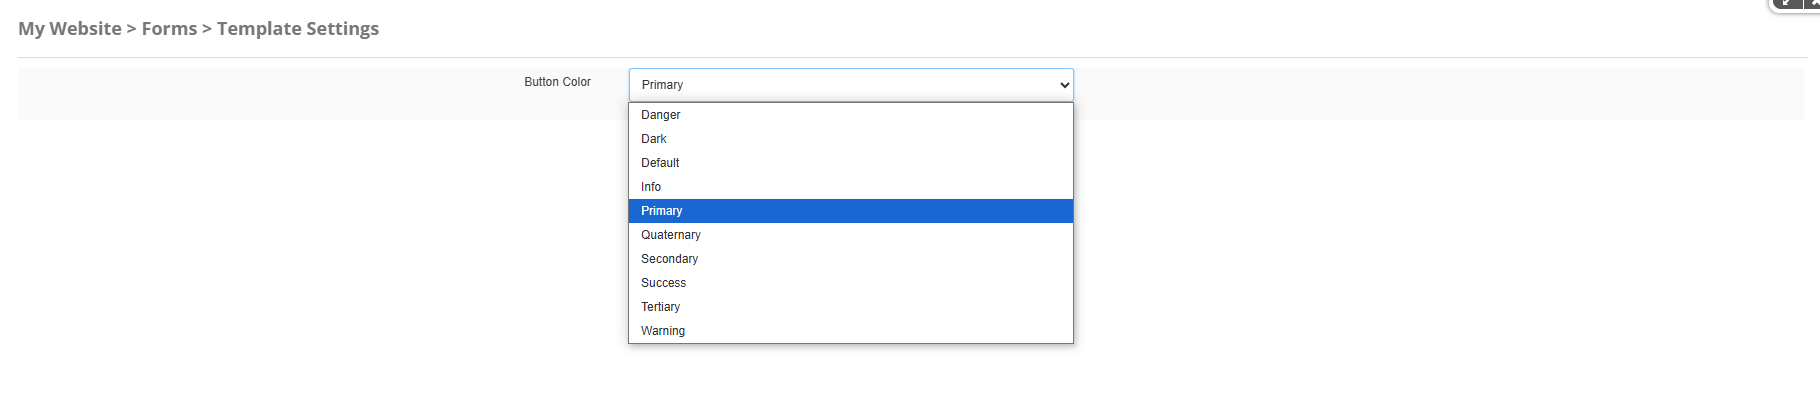 My Website > Forms > Template Settings
Button Color
Primary
Danger
Dark
Default
Info
Primary
Quaternary
Secondary
Success
Tertiary
Warning